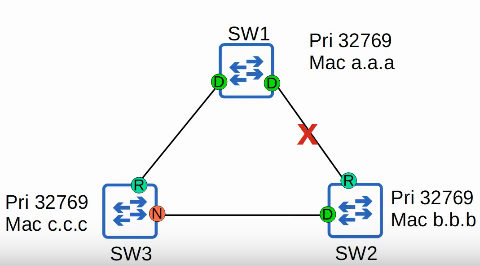 SW1
Pri 32769
Mac a.a.a
D
D
X
R
R
Pri 32769
Mac c.c.c
N
D
Pri 32769
Mac b.b.b
SW3
SW2